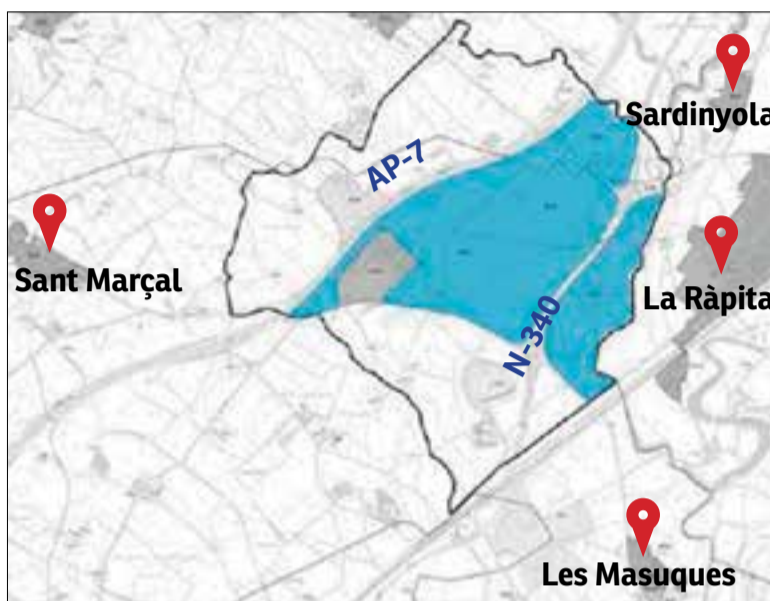 Sardinyola
AP-7
Sant Marçal
La Ràpita
N-340
Les Masuques